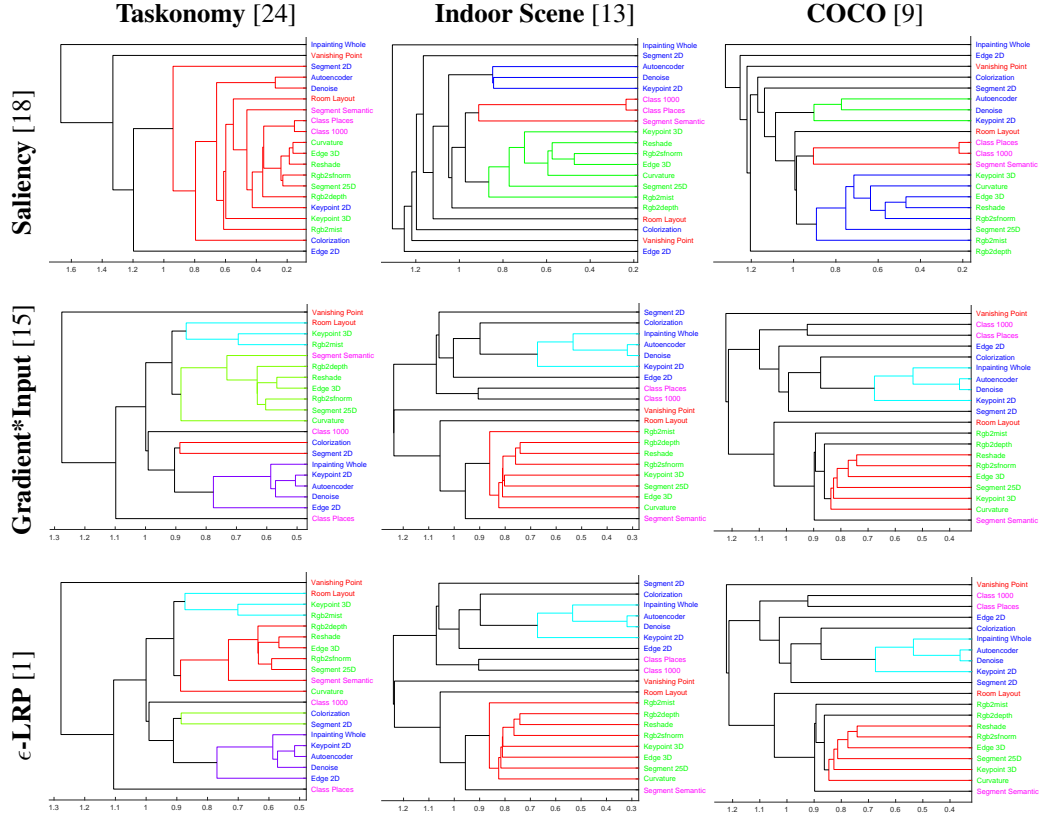 Taskonomy [24]
Indoor Scene [13]
COCO [9]
Saliency [18]
Inpainting Whole
Vanishing Point
Segment 2D
Autoencoder
Denoise
Room Layout
Segment Semantic
Class Places
Class 1000
Curvature
Edge 3D
Reshade
Rgb2sfnorm
Segment 25D
Rgb2depth
Keypoint 2D
Keypoint 3D
Rgb2mist
Colorization
Edge 2D
1.6 1.4 1.2 1 0.8 0.6 0.4 0.2
Inpainting Whole
Segment 2D
Autoencoder
Denoise
Keypoint 2D
Class 1000
Class Places
Segment Semantic
Keypoint 3D
Reshade
Rgb2sfnorm
Edge 3D
Curvature
Segment 25D
Rgb2mist
Rgb2depth
Room Layout
Colorization
Vanishing Point
Edge 2D
1.2 1 0.8 0.6 0.4 0.2
Inpainting Whole
Edge 2D
Vanishing Point
Colorization
Segment 2D
Autoencoder
Denoise
Keypoint 2D
Room Layout
Class Places
Class 1000
Segment Semantic
Keypoint 3D
Curvature
Edge 3D
Reshade
Rgb2sfnorm
Segment 25D
Rgb2mist
Rgb2depth
1 0.8 0.6 0.4 0.2
Gradient*Input [15]
Vanishing Point
Room Layout
Keypoint 3D
Rgb2mist
Segment Semantic
Rgb2depth
Reshade
Edge 3D
Rgb2sfnorm
Segment 25D
Curvature
Class 1000
Colorization
Segment 2D
Inpainting Whole
Keypoint 2D
Autoencoder
Denoise
Edge 2D
Class Places
1.3 1.2 1.1 1 0.9 0.8 0.7 0.6 0.5
Segment 2D
Colorization
Inpainting Whole
Autoencoder
Denoise
Keypoint 2D
Edge 2D
Class Places
Class 1000
Vanishing Point
Room Layout
Rgb2mist
Rgb2depth
Reshade
Rgb2sfnorm
Keypoint 3D
Segment 25D
Edge 3D
Curvature
Segment Semantic
1.2 1.1 1 0.9 0.8 0.7 0.6 0.5 0.4 0.3
Vanishing Point
Class 1000
Class Places
Edge 2D
Colorization
Inpainting Whole
Autoencoder
Denoise
Keypoint 2D
Segment 2D
Room Layout
Rgb2mist
Rgb2depth
Reshade
Rgb2sfnorm
Edge 3D
Segment 25D
Keypoint 3D
Curvature
Segment Semantic
1.2 1.1 1 0.9 0.8 0.7 0.6 0.5 0.4
ϵ-LRP [1]
Vanishing Point
Room Layout
Keypoint 3D
Rgb2mist
Rgb2depth
Reshade
Edge 3D
Rgb2sfnorm
Segment 25D
Segment Semantic
Curvature
Class 1000
Colorization
Segment 2D
Inpainting Whole
Keypoint 2D
Autoencoder
Denoise
Edge 2D
Class Places
1.3 1.2 1.1 1 0.9 0.8 0.7 0.6 0.5
Segment 2D
Colorization
Inpainting Whole
Autoencoder
Denoise
Keypoint 2D
Edge 2D
Class Places
Class 1000
Vanishing Point
Room Layout
Rgb2mist
Rgb2depth
Reshade
Rgb2sfnorm
Keypoint 3D
Edge 3D
Segment 25D
Curvature
Segment Semantic
1.2 1.1 1 0.9 0.8 0.7 0.6 0.5 0.4 0.3
Vanishing Point
Class 1000
Class Places
Edge 2D
Colorization
Inpainting Whole
Autoencoder
Denoise
Keypoint 2D
Segment 2D
Room Layout
Rgb2mist
Rgb2depth
Reshade
Rgb2sfnorm
Edge 3D
Segment 25D
Keypoint 3D
Curvature
Segment Semantic
1.2 1.1 1 0.9 0.8 0.7 0.6 0.5 0.4